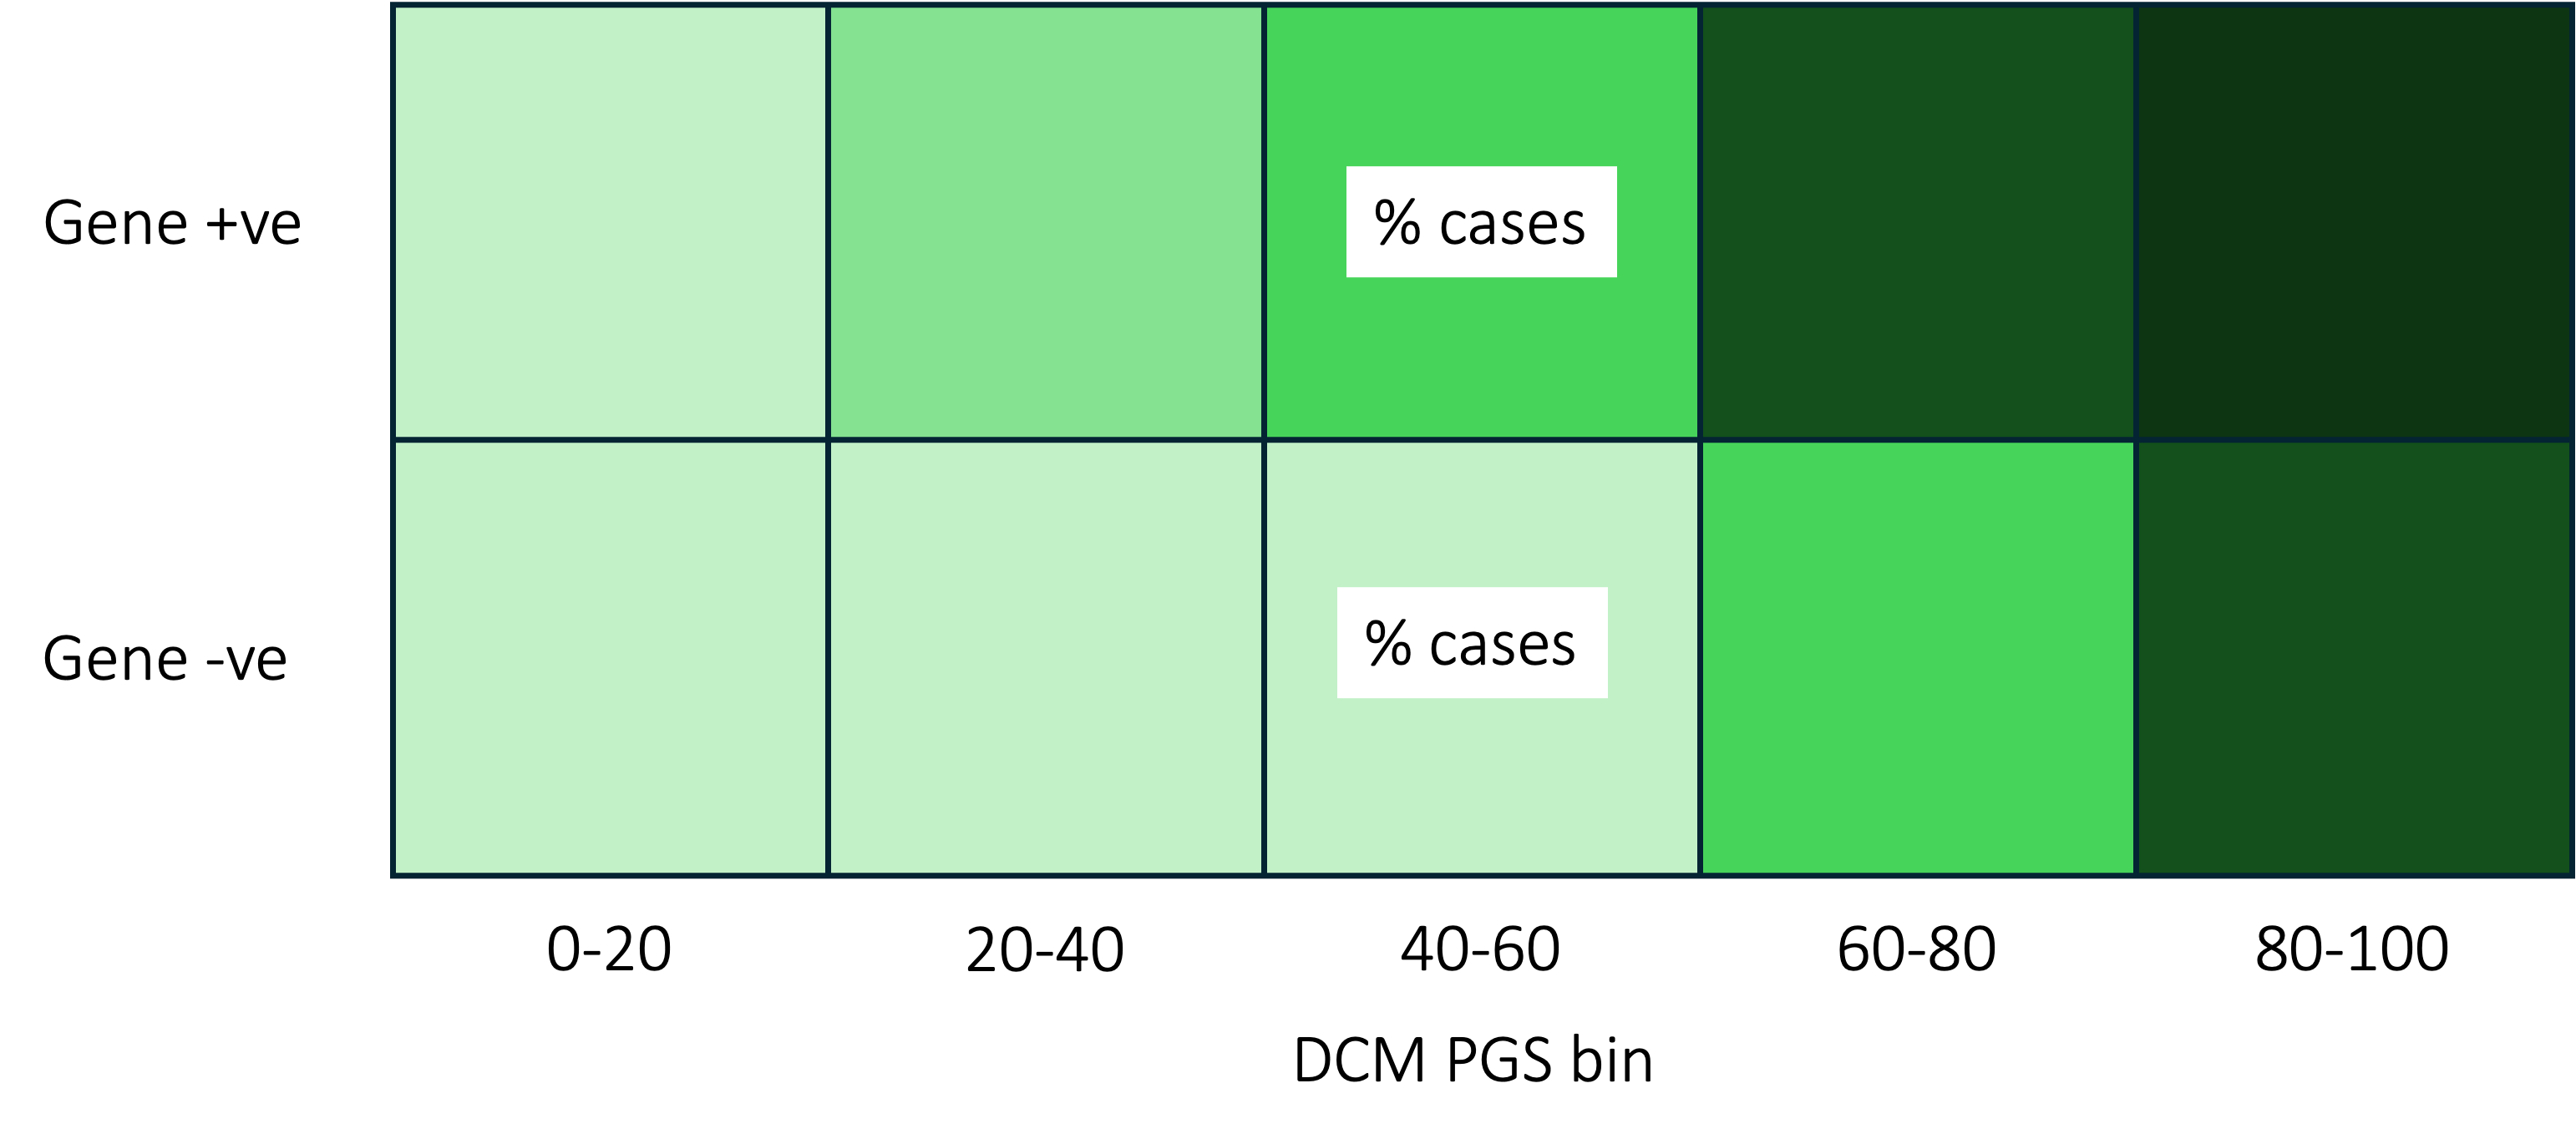 Gene +ve
% cases
Gene -ve
% cases
0-20
20-40
40-60
60-80
80-100
DCM PGS bin